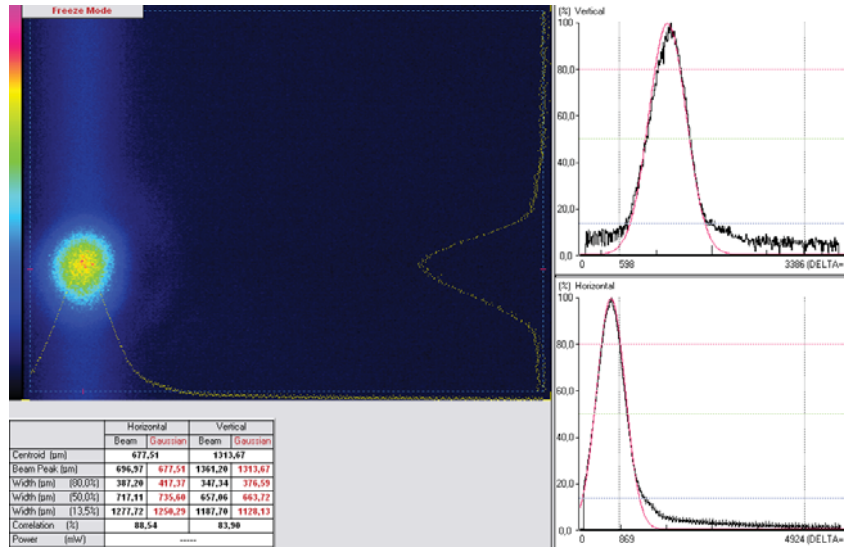 Freeze Mode
[%] Vertical
100
80,0
60,0
40,0
20,0
0,0
0 598 3386 (DELTA=
[%] Horizontal
100
80,0
60,0
40,0
20,0
0,0
0 869 4924 (DELTA=
Horizontal Vertical
Beam Gaussian Beam Gaussian
Centroid (µm) 677,51 1313,67
Beam Peak (µm) 696,97 677,51 1361,20 1313,67
Width (µm) (80,0%) 387,20 417,37 347,34 376,59
Width (µm) (50,0%) 717,11 735,60 657,06 663,72
Width (µm) (13,5%) 1277,72 1250,29 1187,70 1128,13
Correlation (%) 88,54 83,90
Power (mW) -----